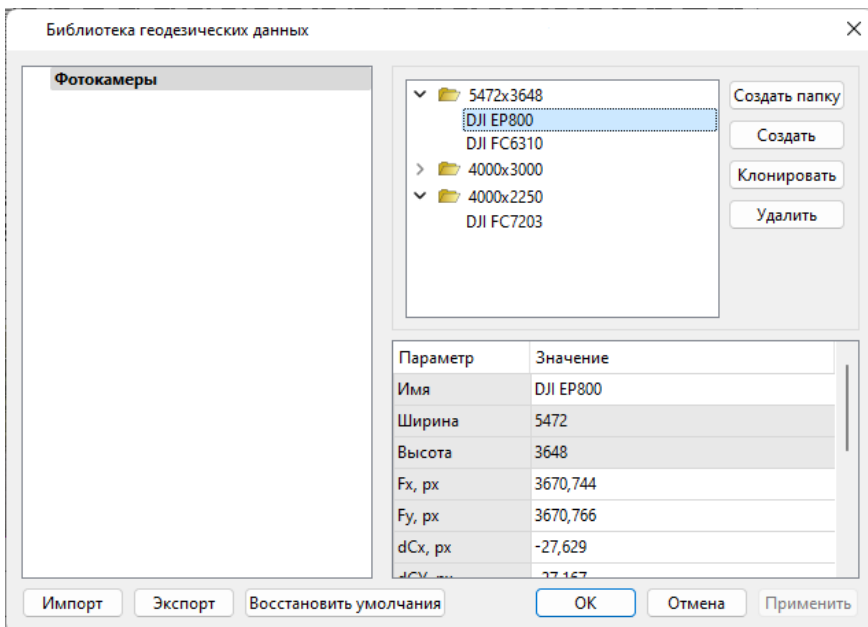 Библиотека геодезических данных
Фотокамеры
5472x3648
DJI EP800
DJI FC6310
4000x3000
4000x2250
DJI FC7203
Создать папку
Создать
Клонировать
Удалить
Параметр Значение
Имя DJI EP800
Ширина 5472
Высота 3648
Fx, px 3670,744
Fy, px 3670,766
dCx, px -27,629
Импорт Экспорт Восстановить умолчания OK Отмена Применить